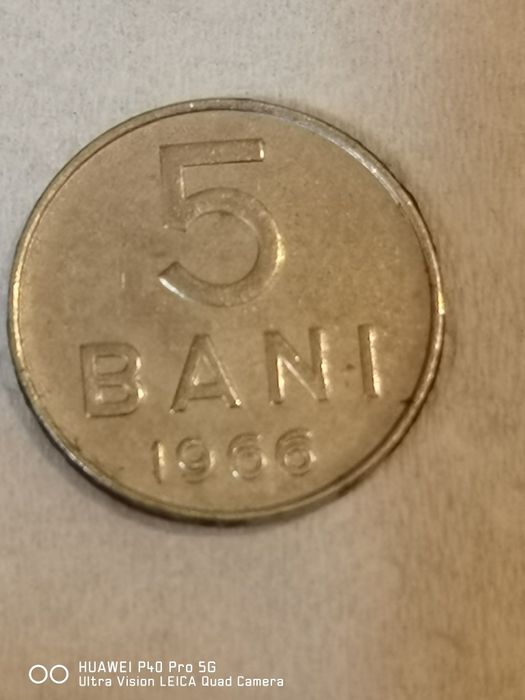 5
BANI
1966
HUAWEI P40 Pro 5G
Ultra Vision LEICA Quad Camera